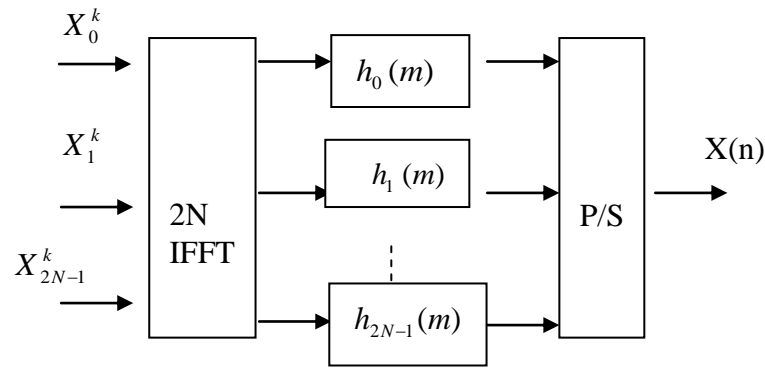 X_0^k
h_0(m)
X_1^k
h_1(m)
X(n)
2N
IFFT
P/S
X_{2N-1}^k
h_{2N-1}(m)